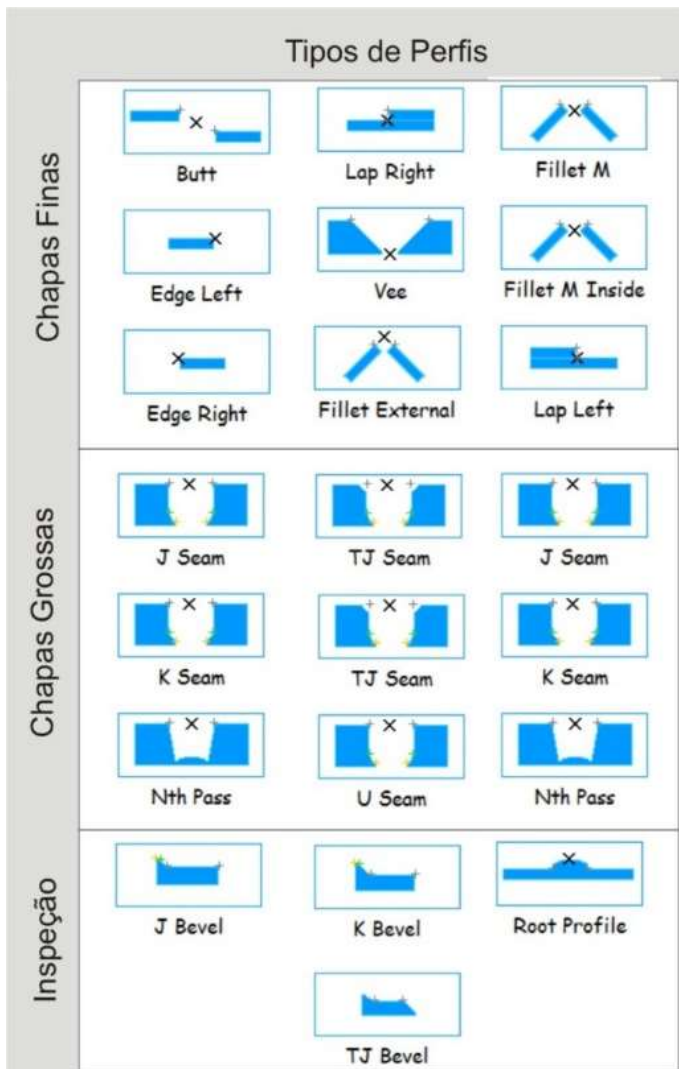 Tipos de Perfis
Chapas Finas
Butt Lap Right Fillet M
Edge Left Vee Fillet M Inside
Edge Right Fillet External Lap Left
Chapas Grossas
J Seam TJ Seam J Seam
K Seam TJ Seam K Seam
Nth Pass U Seam Nth Pass
Inspeção
J Bevel K Bevel Root Profile
TJ Bevel